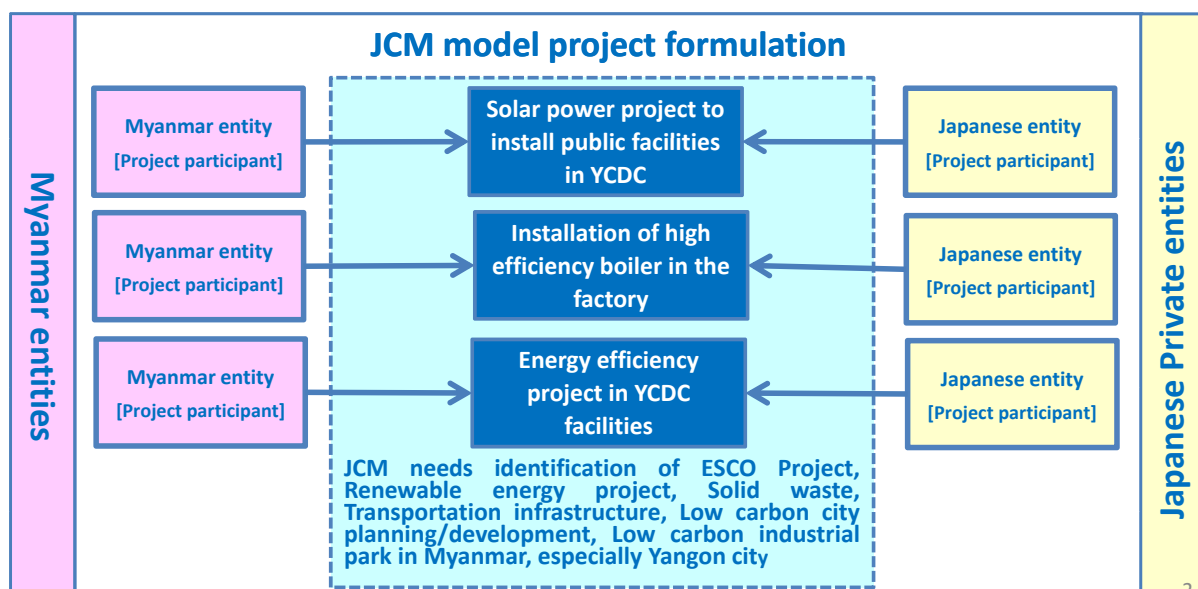 JCM model project formulation
Myanmar entities
Myanmar entity
[Project participant]
Solar power project to
install public facilities
in YCDC
Japanese entity
[Project participant]
Myanmar entity
[Project participant]
Installation of high
efficiency boiler in the
factory
Japanese entity
[Project participant]
Myanmar entity
[Project participant]
Energy efficiency
project in YCDC
facilities
Japanese entity
[Project participant]
JCM needs identification of ESCO Project,
Renewable energy project, Solid waste,
Transportation infrastructure, Low carbon city
planning/development, Low carbon industrial
park in Myanmar, especially Yangon city
Japanese Private entities